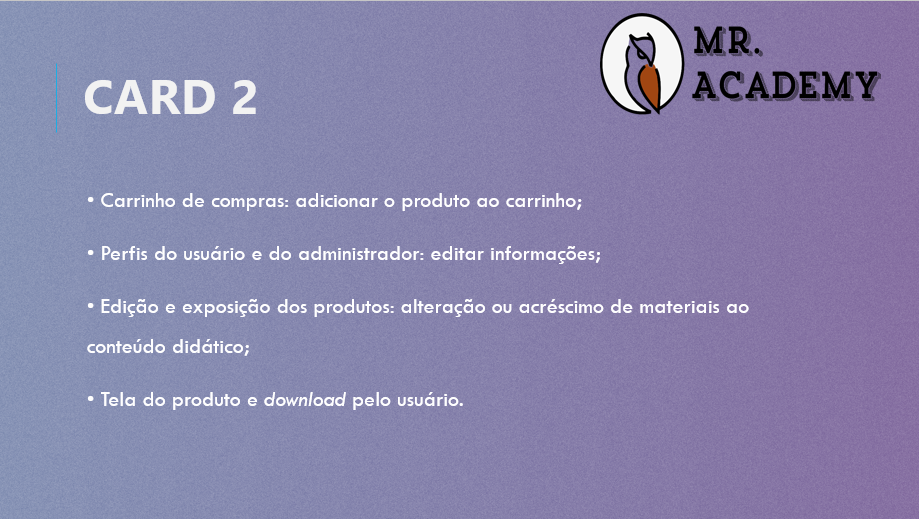 MR.
ACADEMY
CARD 2
• Carrinho de compras: adicionar o produto ao carrinho;
• Perfis do usuário e do administrador: editar informações;
• Edição e exposição dos produtos: alteração ou acréscimo de materiais ao
conteúdo didático;
• Tela do produto e download pelo usuário.